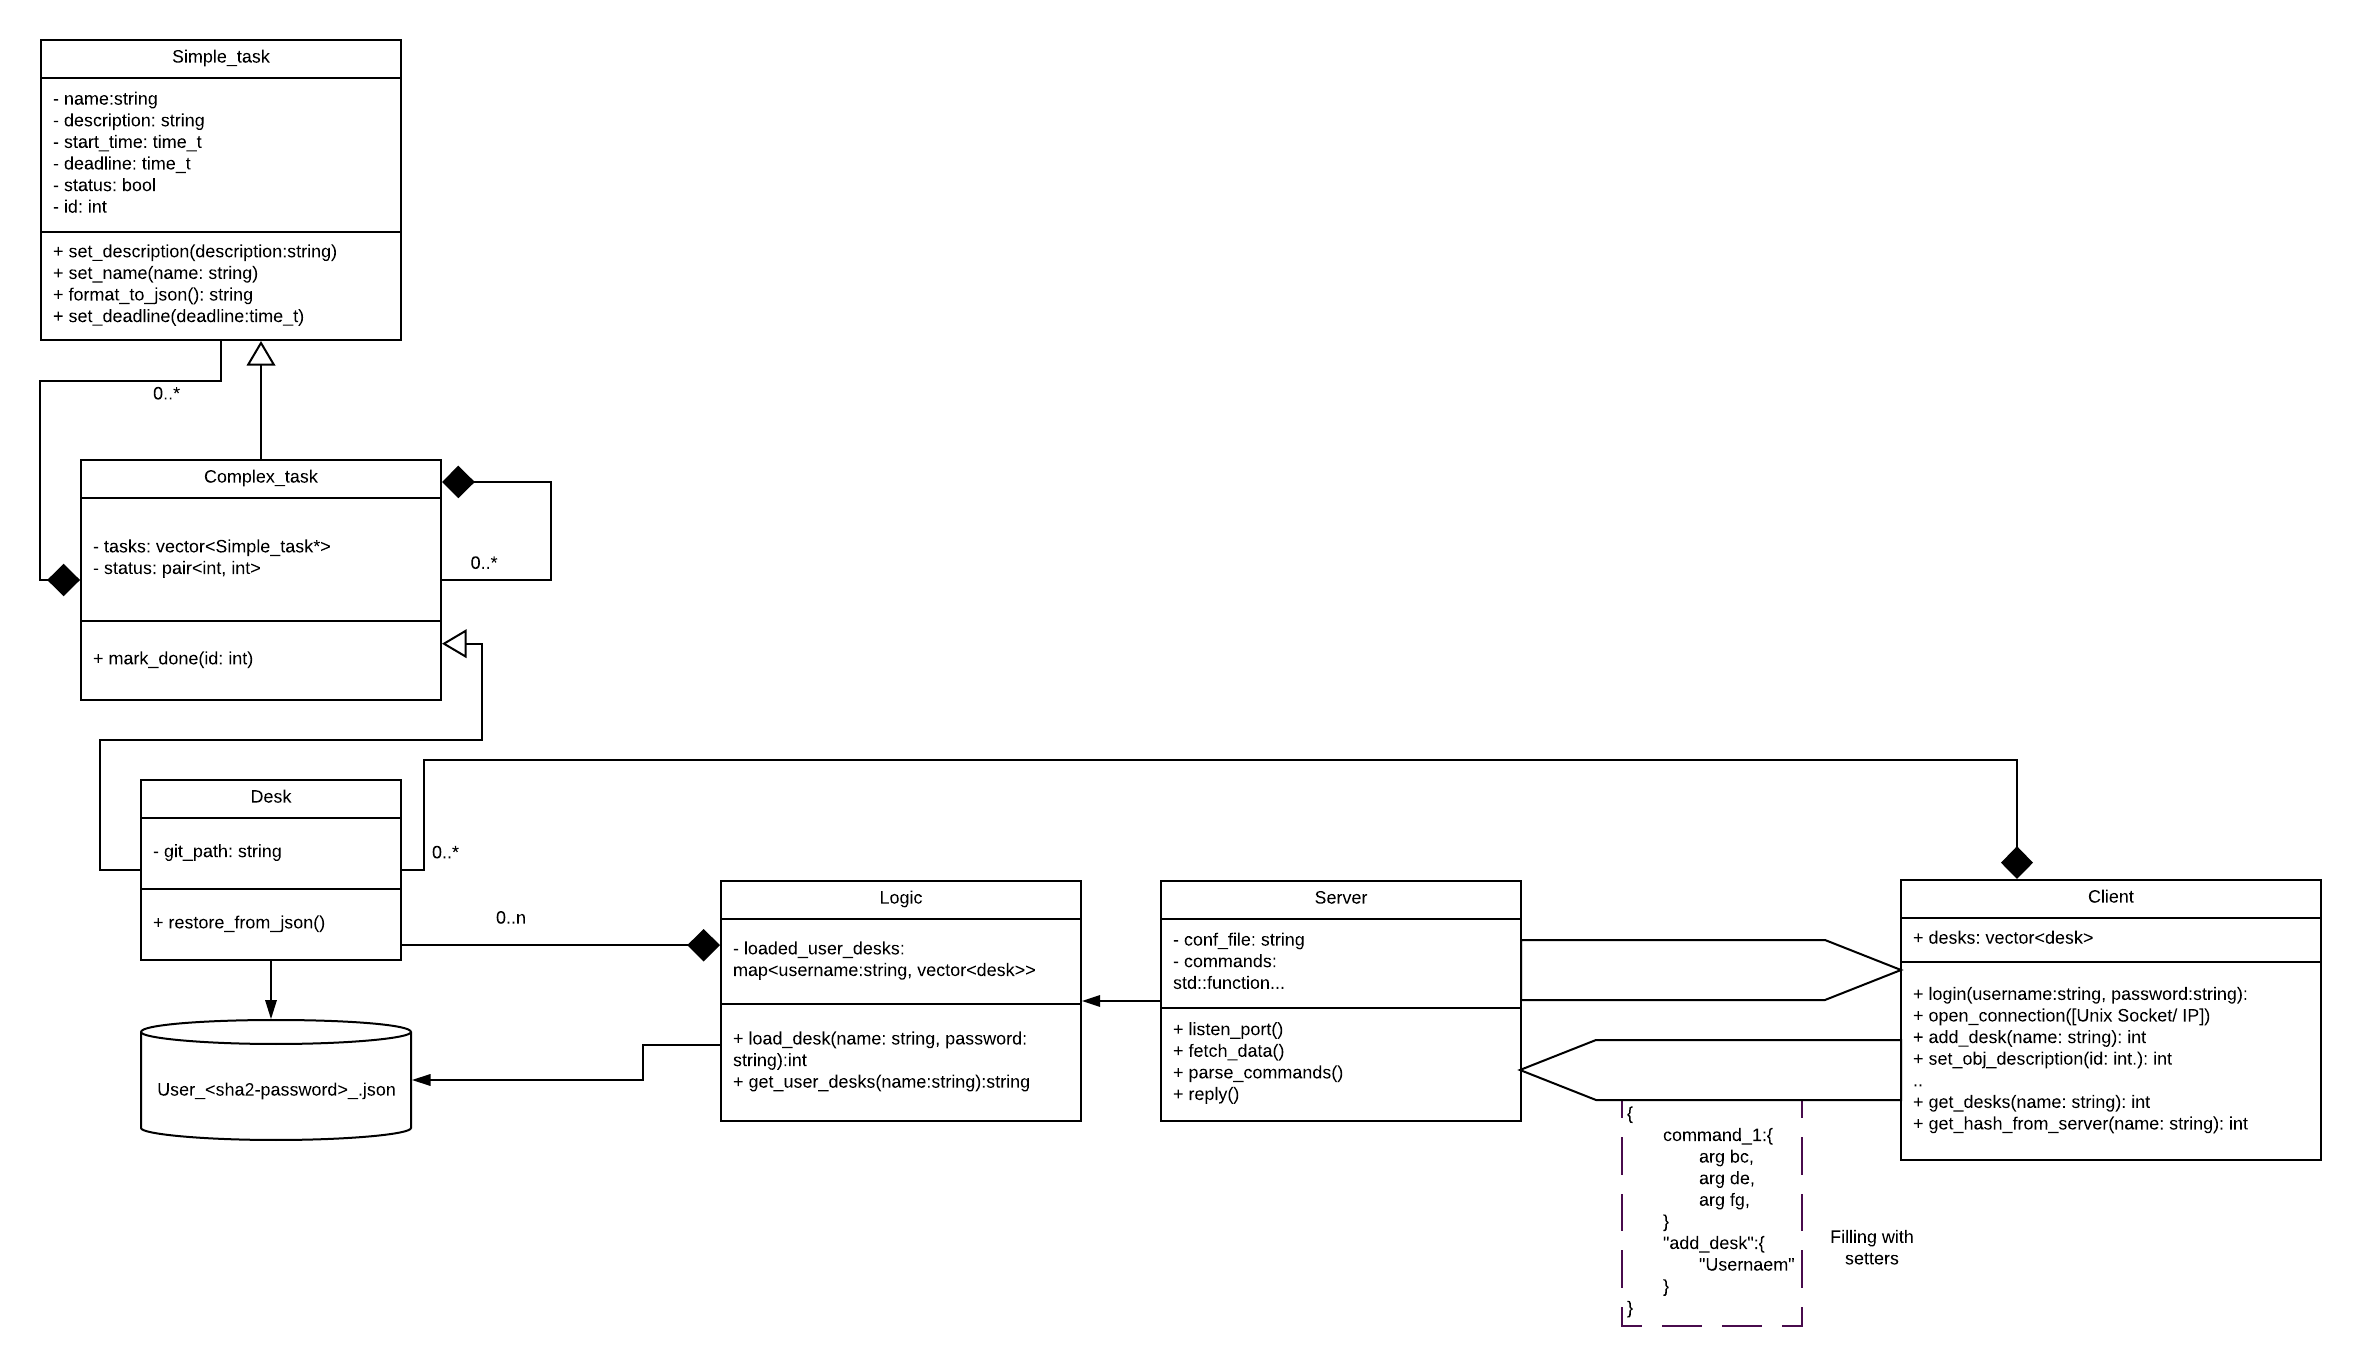 Simple_task
- name:string
- description: string
- start_time: time_t
- deadline: time_t
- status: bool
- id: int
+ set_description(description:string)
+ set_name(name: string)
+ format_to_json(): string
+ set_deadline(deadline:time_t)
0..*
Complex_task
- tasks: vector<Simple_task*>
- status: pair<int, int>
0..*
+ mark_done(id: int)
Desk
- git_path: string
+ restore_from_json()
0..*
0..n
User_<sha2-password>_.json
Logic
- loaded_user_desks:
map<username:string, vector<desk>>
+ load_desk(name: string, password:
string):int
+ get_user_desks(name:string):string
Server
- conf_file: string
- commands:
std::function...
+ listen_port()
+ fetch_data()
+ parse_commands()
+ reply()
Client
+ desks: vector<desk>
+ login(username:string, password:string):
+ open_connection([Unix Socket/ IP])
+ add_desk(name: string): int
+ set_obj_description(id: int.): int
..
+ get_desks(name: string): int
+ get_hash_from_server(name: string): int
{
command_1:{
arg bc,
arg de,
arg fg,
}
"add_desk":{
"Usernaem"
}
}
Filling with
setters